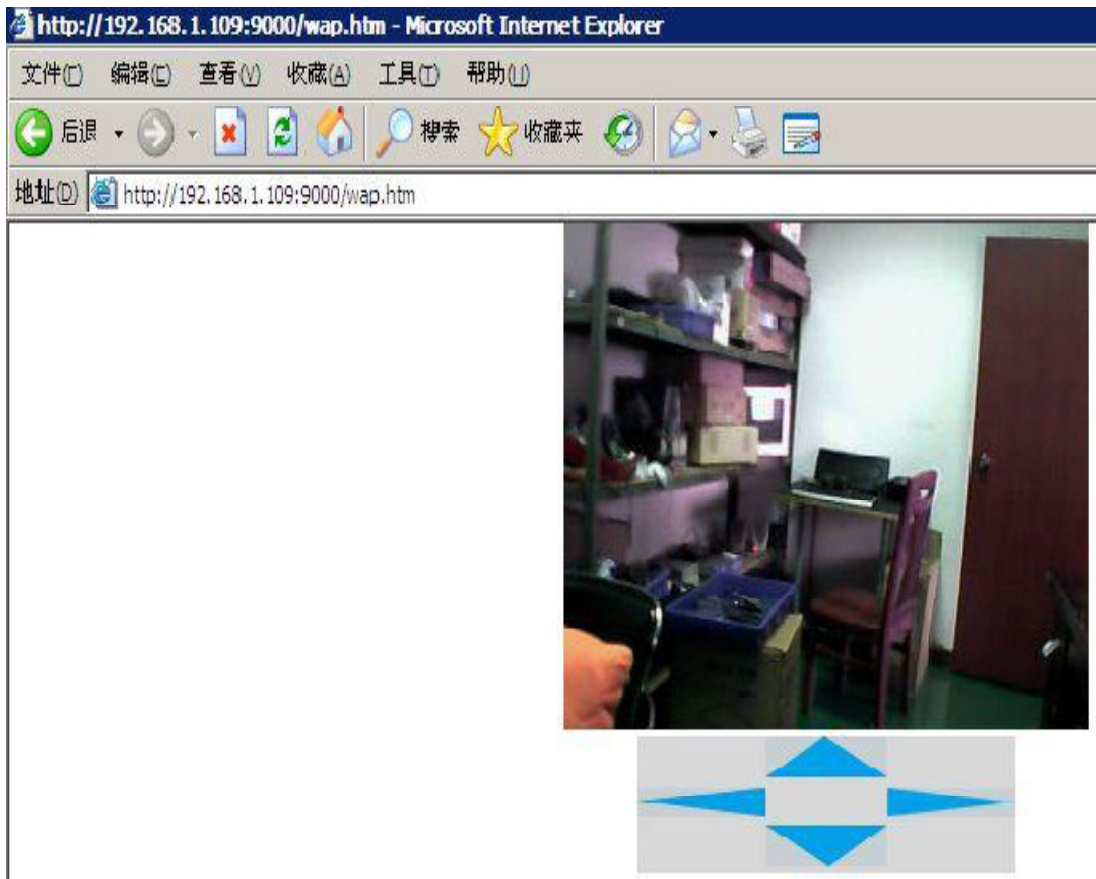 http://192.168.1.109:9000/wap.htm - Microsoft Internet Explorer
文件(F) 编辑(E) 查看(V) 收藏(A) 工具(T) 帮助(H)
后退 搜索 收藏夹
地址(D) http://192.168.1.109:9000/wap.htm